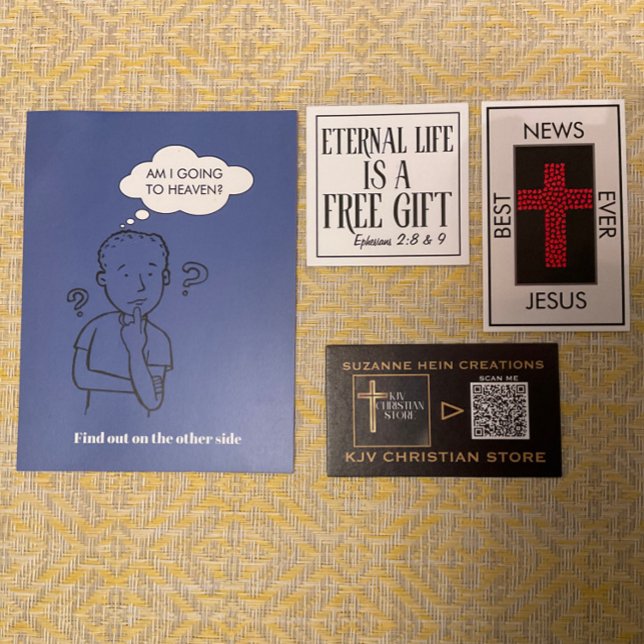 AM I GOING
TO HEAVEN?
?
?
Find out on the other side
ETERNAL LIFE
IS A
FREE GIFT
Ephesians 2:8 & 9
NEWS
BEST
EVER
JESUS
SUZANNE HEIN CREATIONS
SCAN ME
KJV
CHRISTIAN
STORE
KJV CHRISTIAN STORE